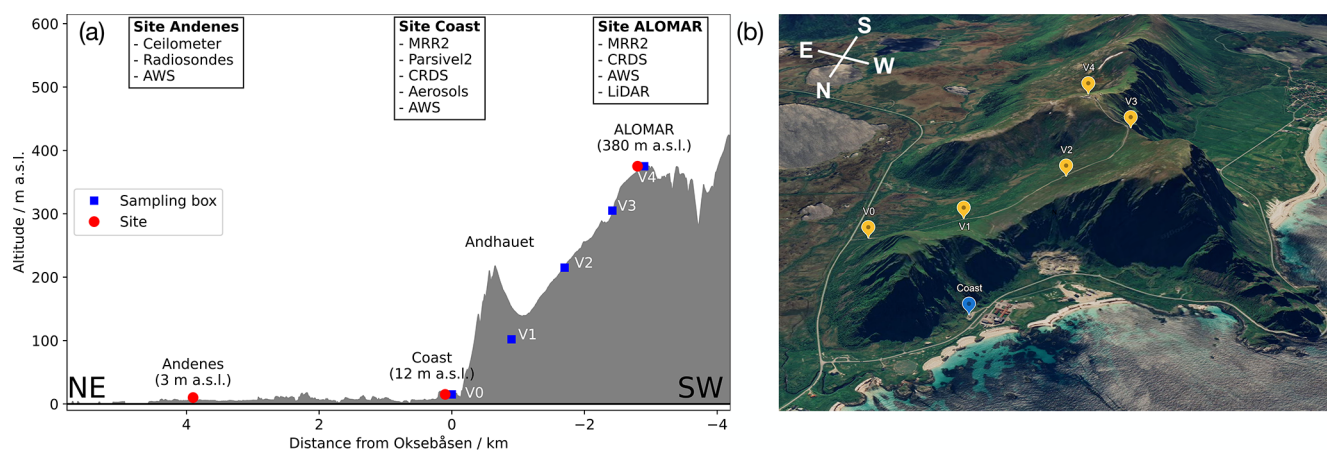 (a)
Site Andenes
- Ceilometer
- Radiosondes
- AWS
Site Coast
- MRR2
- Parsivel2
- CRDS
- Aerosols
- AWS
Site ALOMAR
- MRR2
- CRDS
- AWS
- LiDAR
600
500
400
300
200
100
0
Altitude / m a.s.l.
Sampling box
Site
ALOMAR
(380 m a.s.l.)
V4
V3
Andhauet
V2
V1
Andenes
(3 m a.s.l.)
Coast
(12 m a.s.l.)
V0
NE
SW
4
2
0
−2
−4
Distance from Oksebåsen / km
(b)
S
E
W
N
V4
V3
V2
V0
V1
Coast